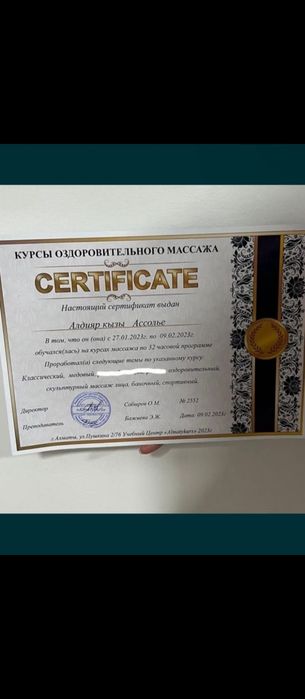 КУРСЫ ОЗДОРОВИТЕЛЬНОГО МАССАЖА
CERTIFICATE
Настоящий сертификат выдан
Алдияр кызы Ассолье
В том, что он (она) с 27.01.2023г. по 09.02.2023г.
обучался(лась) на курсах массажа по 32 часовой программе
Проработал(а) следующие темы по указанному курсу:
Классический, медовый, оздоровительный,
скульптурный массаж лица, баночный, спортивный.
Директор Сабиров О.М. № 2551
Преподаватель Бажеева Э.Ж. Дата: 09.02.2023г
г.Алматы, ул.Пушкина 2/76 Учебный Центр «Almatykurs» 2023г